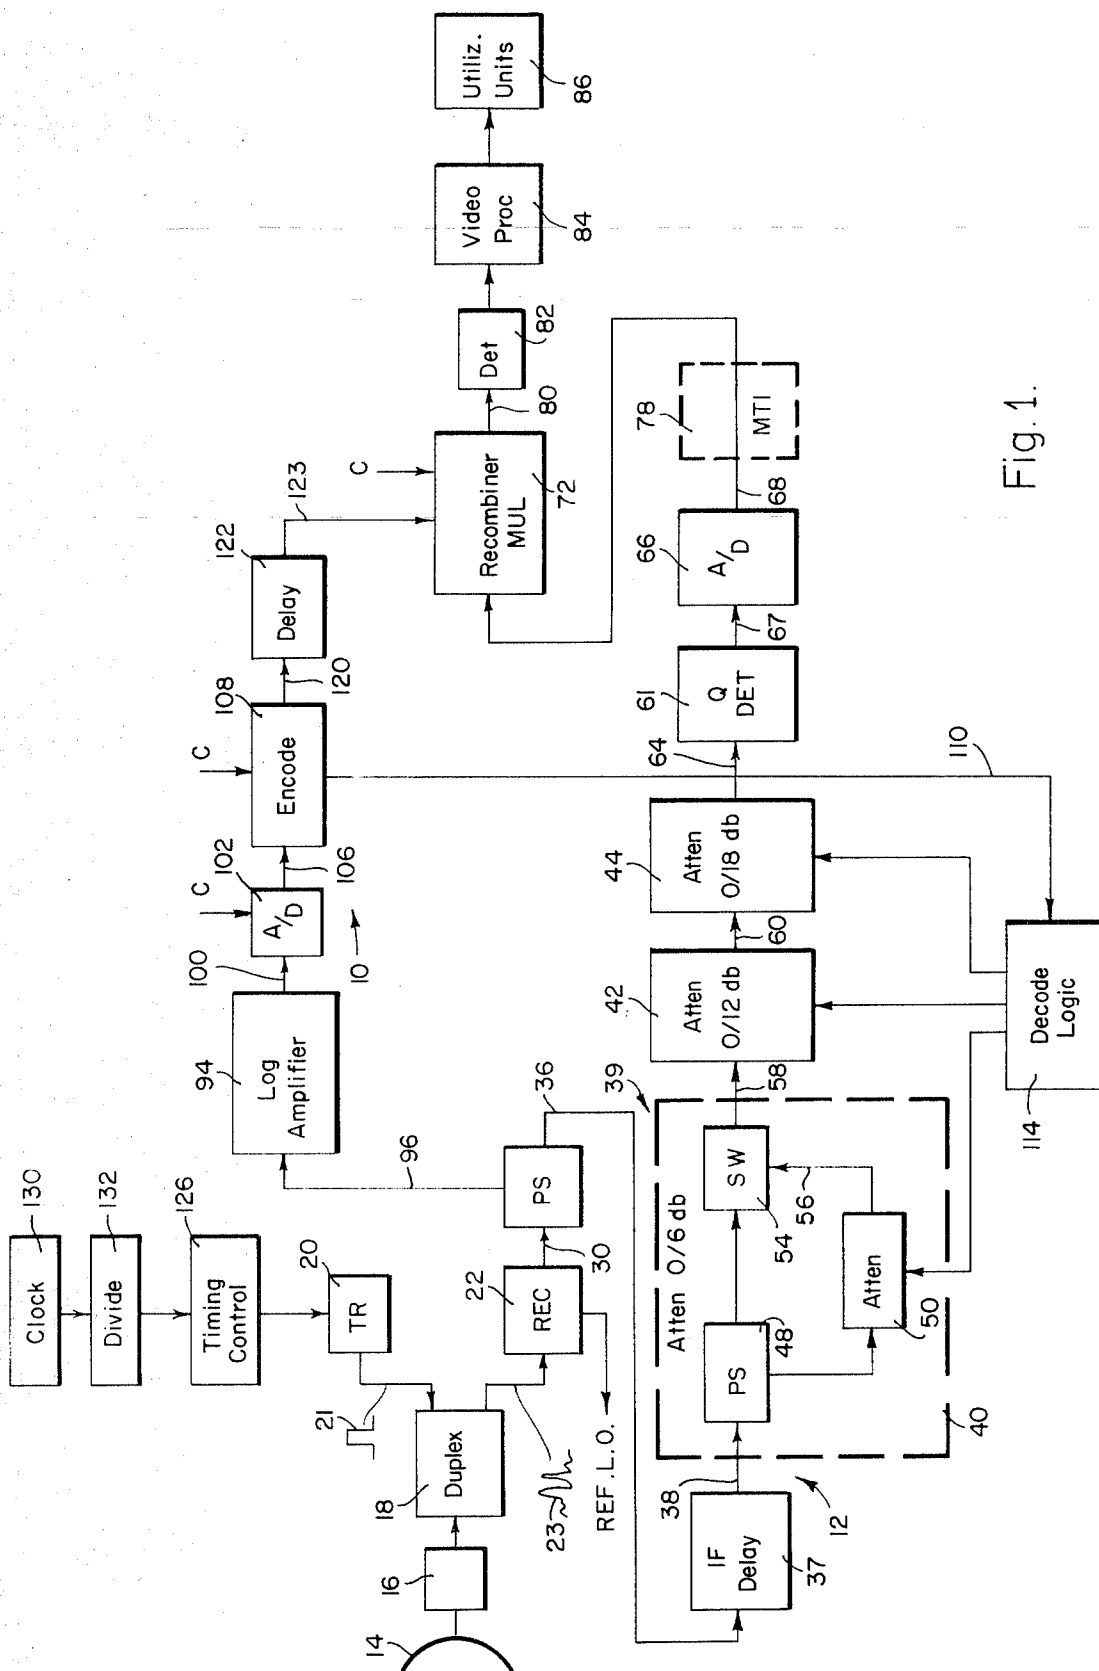 130
Clock
132
Divide
126
Timing
Control
20
TR
21
14
16
18
Duplex
23
22
REC
REF. L.O.
30
PS
36
96
94
Log
Amplifier
100
10
C
102
A/D
106
C
108
Encode
120
122
Delay
123
C
Recombiner
MUL
72
80
Det
82
Video
Proc
84
Utiliz.
Units
86
12
IF
Delay
37
38
39
Atten 0/6 db
40
PS
48
Atten
50
SW
54
56
58
42
Atten
0/12 db
60
44
Atten
0/18 db
64
61
Q
DET
67
66
A/D
68
78
MTI
110
Decode
Logic
114
Fig. 1.